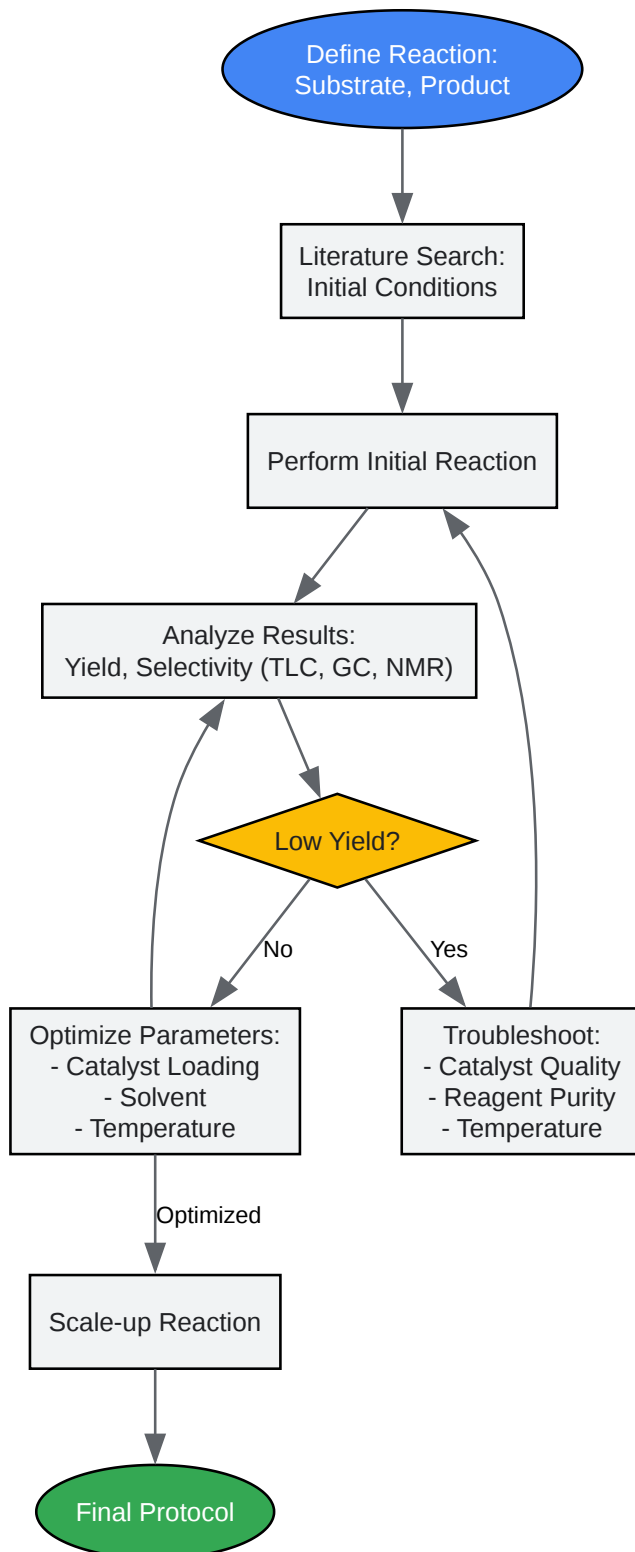 Define Reaction:
Substrate, Product
Literature Search:
Initial Conditions
Perform Initial Reaction
Analyze Results:
Yield, Selectivity (TLC, GC, NMR)
Low Yield?
No
Yes
Optimize Parameters:
- Catalyst Loading
- Solvent
- Temperature
Troubleshoot:
- Catalyst Quality
- Reagent Purity
- Temperature
Optimized
Scale-up Reaction
Final Protocol